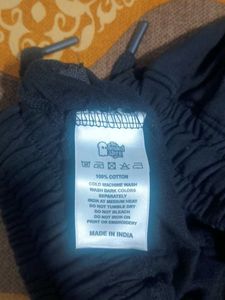 100% COTTON
COLD MACHINE WASH
WASH DARK COLORS
SEPARATELY
IRON AT MEDIUM HEAT
DO NOT TUMBLE DRY
DO NOT BLEACH
DO NOT IRON ON
PRINT OR EMBROIDERY
MADE IN INDIA